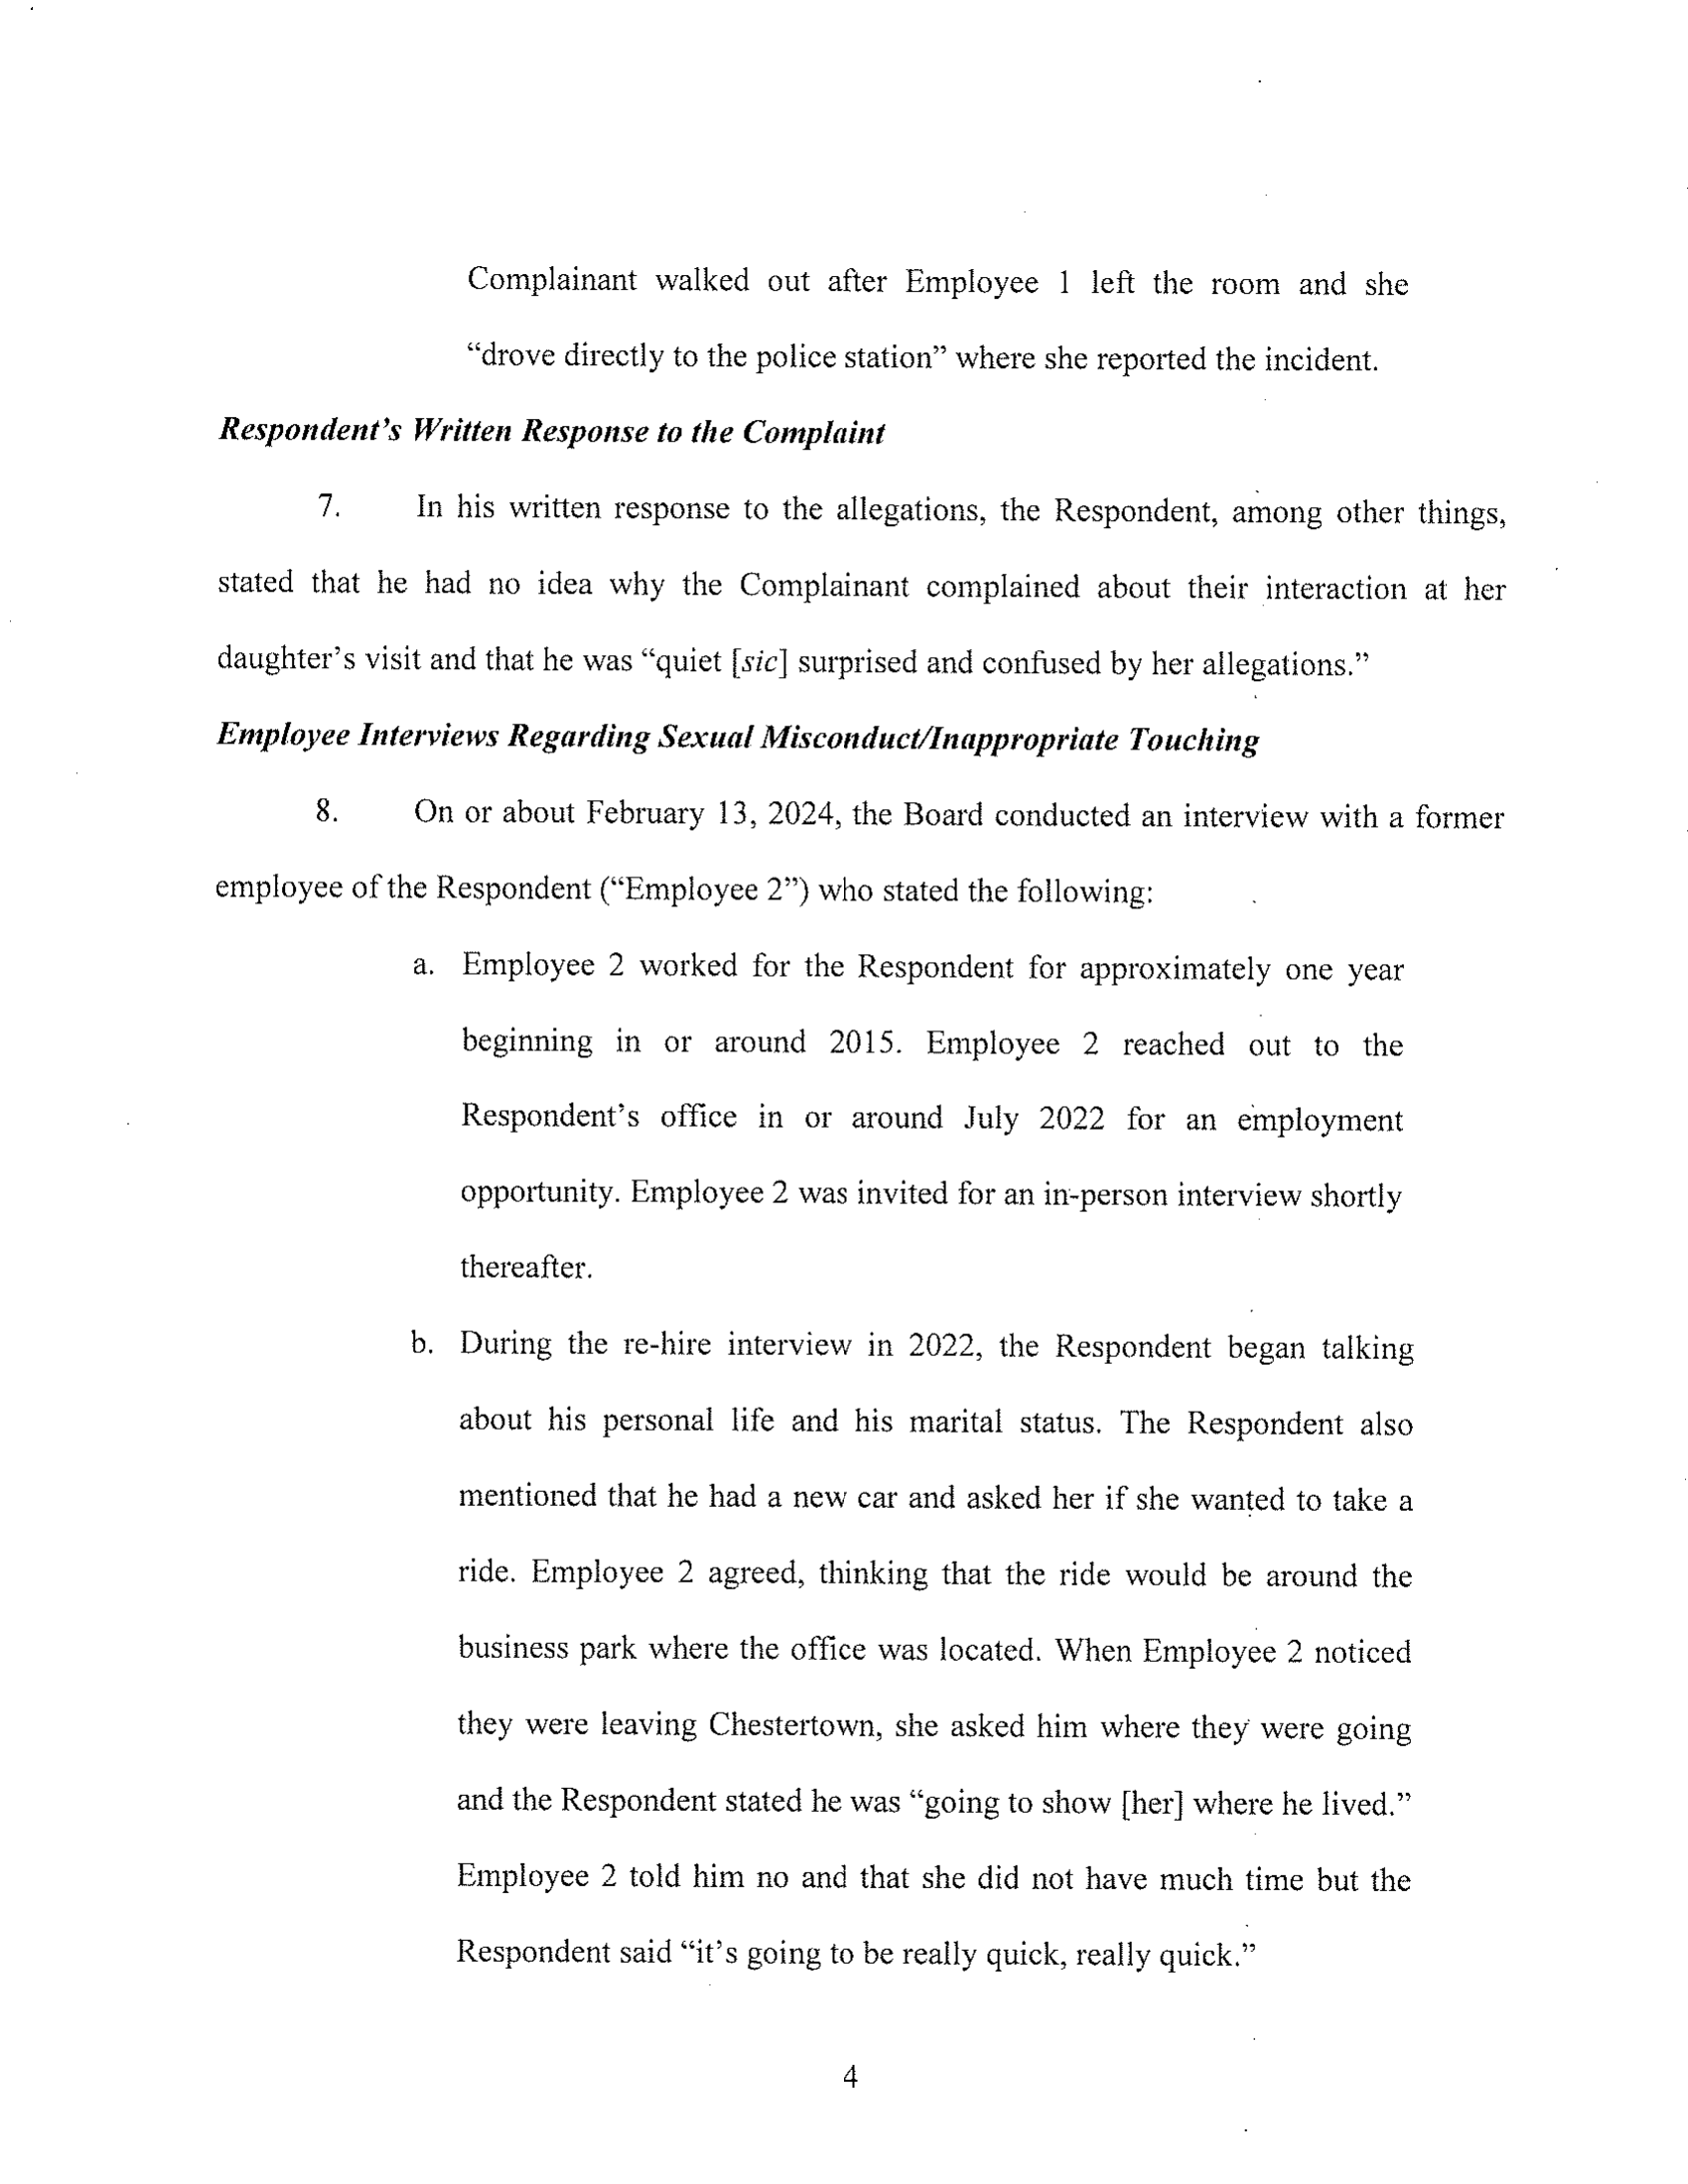 Complainant walked out after Employee 1 left the room and she
“drove directly to the police station” where she reported the incident.
Respondent’s Written Response to the Complaint
7. In his written response to the allegations, the Respondent, among other things,
stated that he had no idea why the Complainant complained about their interaction at her
daughter’s visit and that he was “quiet [sic] surprised and confused by her allegations.”
Employee Interviews Regarding Sexual Misconduct/Inappropriate Touching
8. On or about February 13, 2024, the Board conducted an interview with a former
employee of the Respondent (“Employee 2”) who stated the following:
a. Employee 2 worked for the Respondent for approximately one year
beginning in or around 2015. Employee 2 reached out to the
Respondent’s office in or around July 2022 for an employment
opportunity. Employee 2 was invited for an in-person interview shortly
thereafter.
b. During the re-hire interview in 2022, the Respondent began talking
about his personal life and his marital status. The Respondent also
mentioned that he had a new car and asked her if she wanted to take a
ride. Employee 2 agreed, thinking that the ride would be around the
business park where the office was located. When Employee 2 noticed
they were leaving Chestertown, she asked him where they were going
and the Respondent stated he was “going to show [her] where he lived.”
Employee 2 told him no and that she did not have much time but the
Respondent said “it’s going to be really quick, really quick.”
4